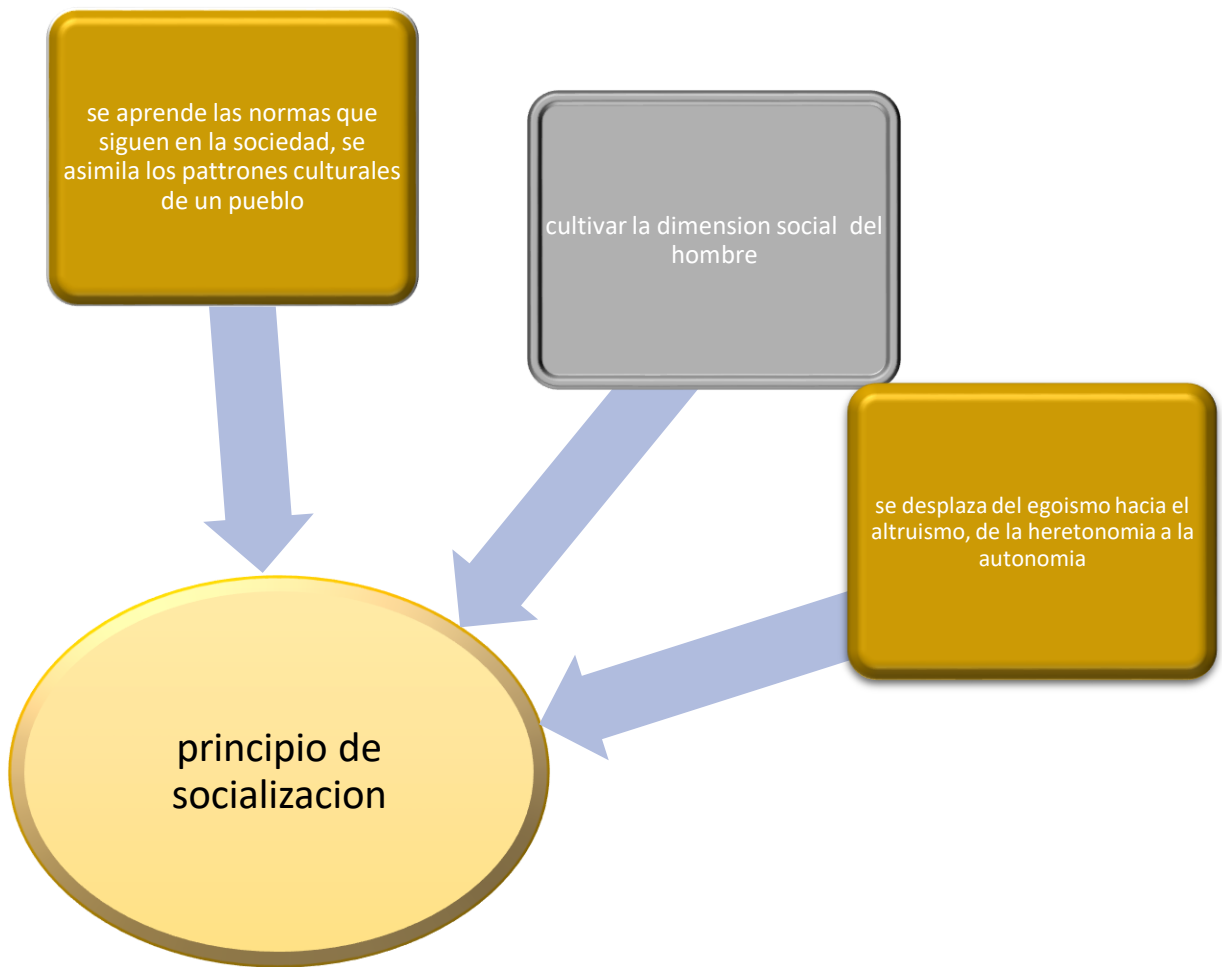 se aprende las normas que
siguen en la sociedad, se
asimila los pattrones culturales
de un pueblo
cultivar la dimension social  del
hombre
se desplaza del egoismo hacia el
altruismo, de la heretonomia a la
autonomia
principio de
socializacion